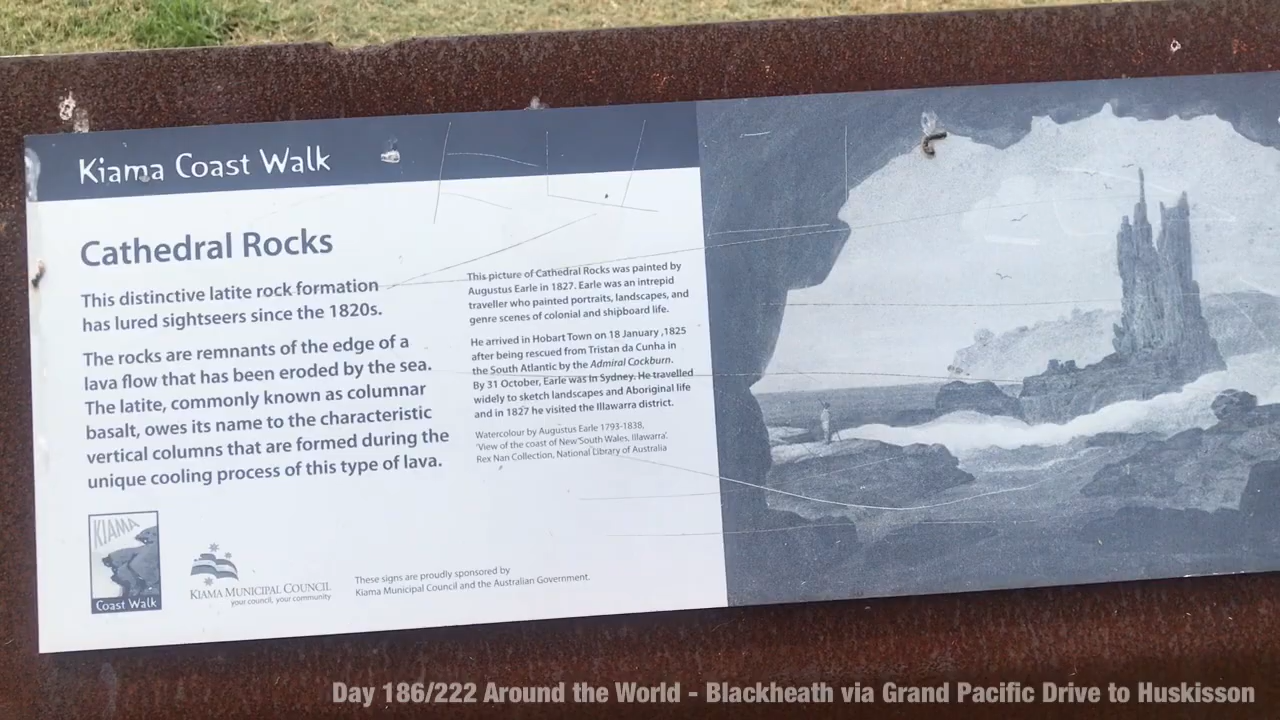 Kiama Coast Walk
Cathedral Rocks
This distinctive latite rock formation
has lured sightseers since the 1820s.
The rocks are remnants of the edge of a
lava flow that has been eroded by the sea.
The latite, commonly known as columnar
basalt, owes its name to the characteristic
vertical columns that are formed during the
unique cooling process of this type of lava.
This picture of Cathedral Rocks was painted by
Augustus Earle in 1827. Earle was an intrepid
traveller who painted portraits, landscapes, and
genre scenes of colonial and shipboard life.
He arrived in Hobart Town on 18 January ,1825
after being rescued from Tristan da Cunha in
the South Atlantic by the Admiral Cockburn.
By 31 October, Earle was in Sydney. He travelled
widely to sketch landscapes and Aboriginal life
and in 1827 he visited the Illawarra district.
Watercolour by Augustus Earle 1793-1838,
'View of the coast of New South Wales, Illawarra'.
Rex Nan Collection, National Library of Australia
KIAMA
Coast Walk
KIAMA MUNICIPAL COUNCIL
your council, your community
These signs are proudly sponsored by
Kiama Municipal Council and the Australian Government.
Day 186/222 Around the World - Blackheath via Grand Pacific Drive to Huskisson